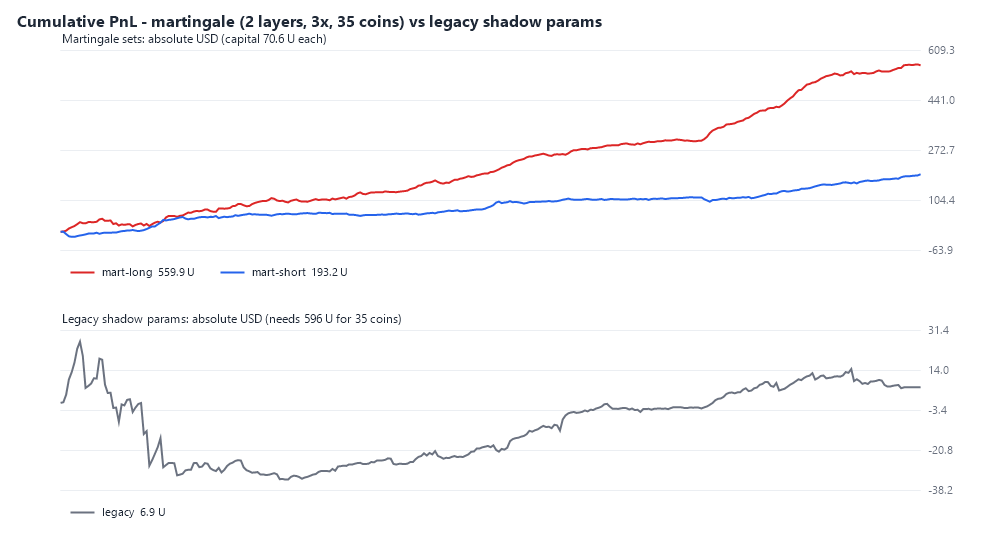 Cumulative PnL - martingale (2 layers, 3x, 35 coins) vs legacy shadow params
Martingale sets: absolute USD (capital 70.6 U each)
609.3
441.0
272.7
104.4
-63.9
mart-long 559.9 U
mart-short 193.2 U
Legacy shadow params: absolute USD (needs 596 U for 35 coins)
31.4
14.0
-3.4
-20.8
-38.2
legacy 6.9 U